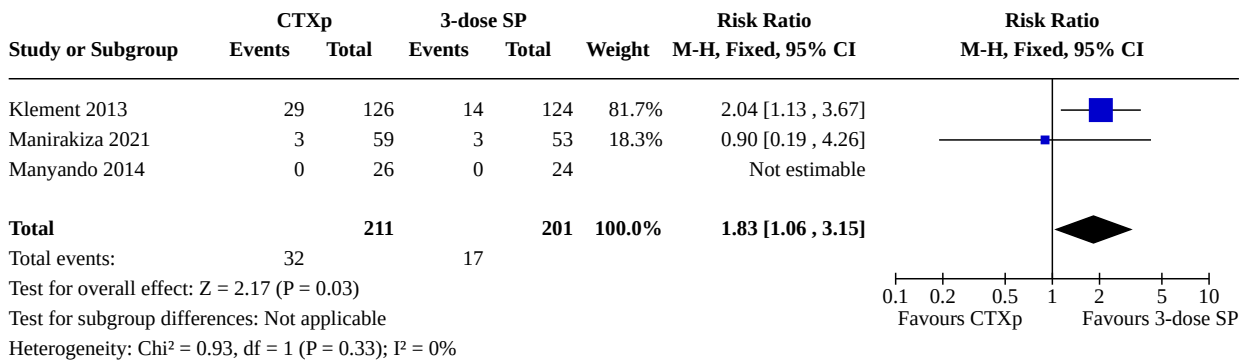 CTXp 3-dose SP Risk Ratio Risk Ratio
Study or Subgroup Events Total Events Total Weight M-H, Fixed, 95% CI M-H, Fixed, 95% CI
Klement 2013 29 126 14 124 81.7% 2.04 [1.13 , 3.67]
Manirakiza 2021 3 59 3 53 18.3% 0.90 [0.19 , 4.26]
Manyando 2014 0 26 0 24 Not estimable
Total 211 201 100.0% 1.83 [1.06 , 3.15]
Total events: 32 17
Test for overall effect: Z = 2.17 (P = 0.03) 0.1 0.2 0.5 1 2 5 10
Test for subgroup differences: Not applicable Favours CTXp Favours 3-dose SP
Heterogeneity: Chi² = 0.93, df = 1 (P = 0.33); I² = 0%